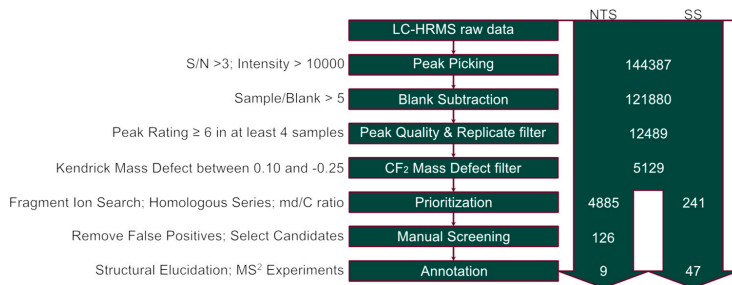 NTS SS
LC-HRMS raw data
S/N >3; Intensity > 10000 Peak Picking 144387
Sample/Blank > 5 Blank Subtraction 121880
Peak Rating ≥ 6 in at least 4 samples Peak Quality & Replicate filter 12489
Kendrick Mass Defect between 0.10 and -0.25 CF₂ Mass Defect filter 5129
Fragment Ion Search; Homologous Series; md/C ratio Prioritization 4885 241
Remove False Positives; Select Candidates Manual Screening 126
Structural Elucidation; MS² Experiments Annotation 9 47